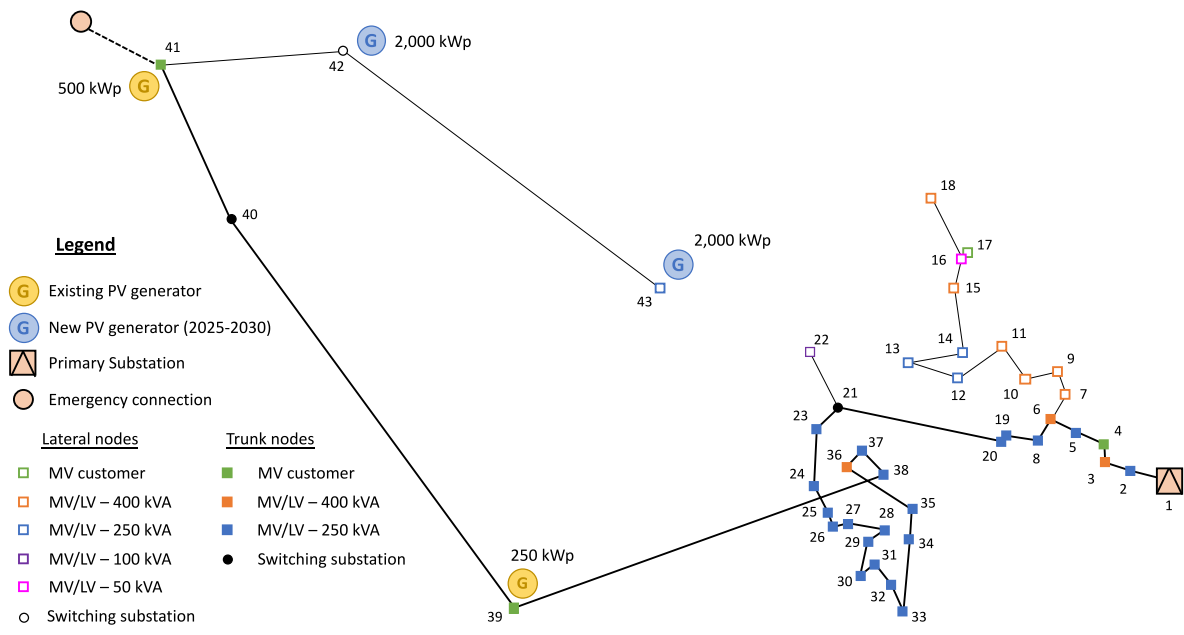 41
42
G
2,000 kWp
500 kWp
G
18
40
17
16
2,000 kWp
G
43
15
Legend
G
Existing PV generator
G
New PV generator (2025-2030)
Primary Substation
Emergency connection
Lateral nodes
Trunk nodes
MV customer
MV/LV – 400 kVA
MV/LV – 250 kVA
MV/LV – 100 kVA
MV/LV – 50 kVA
Switching substation
MV customer
MV/LV – 400 kVA
MV/LV – 250 kVA
Switching substation
22
14
13
11
9
12
10
7
21
6
4
23
19
20
8
5
3
2
1
37
36
38
24
35
25
27
28
26
29
34
31
30
32
33
250 kWp
G
39